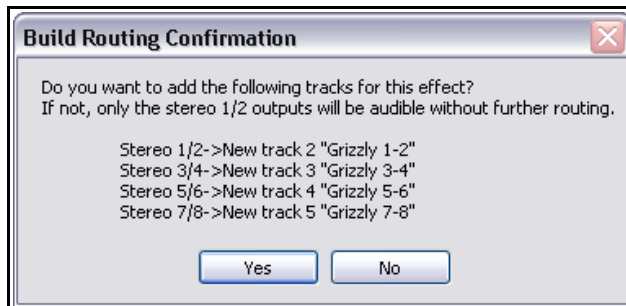 Build Routing Confirmation
Do you want to add the following tracks for this effect?
If not, only the stereo 1/2 outputs will be audible without further routing.
Stereo 1/2->New track 2 "Grizzly 1-2"
Stereo 3/4->New track 3 "Grizzly 3-4"
Stereo 5/6->New track 4 "Grizzly 5-6"
Stereo 7/8->New track 5 "Grizzly 7-8"
Yes No